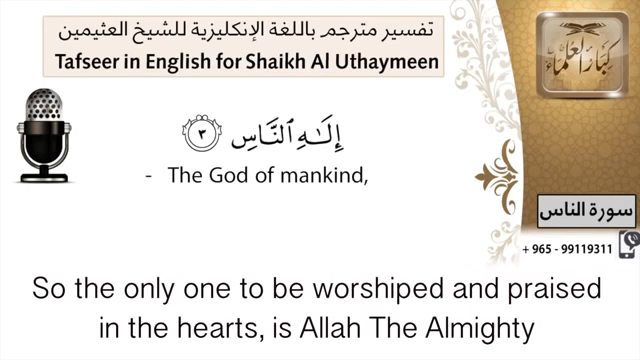 تفسير مترجم باللغة الإنكليزية للشيخ العثيمين
Tafseer in English for Shaikh Al Uthaymeen
كبار العلماء
إِلَٰهِ ٱلنَّاسِ ٣
- The God of mankind,
سورة الناس
+ 965 - 99119311
So the only one to be worshiped and praised
in the hearts, is Allah The Almighty